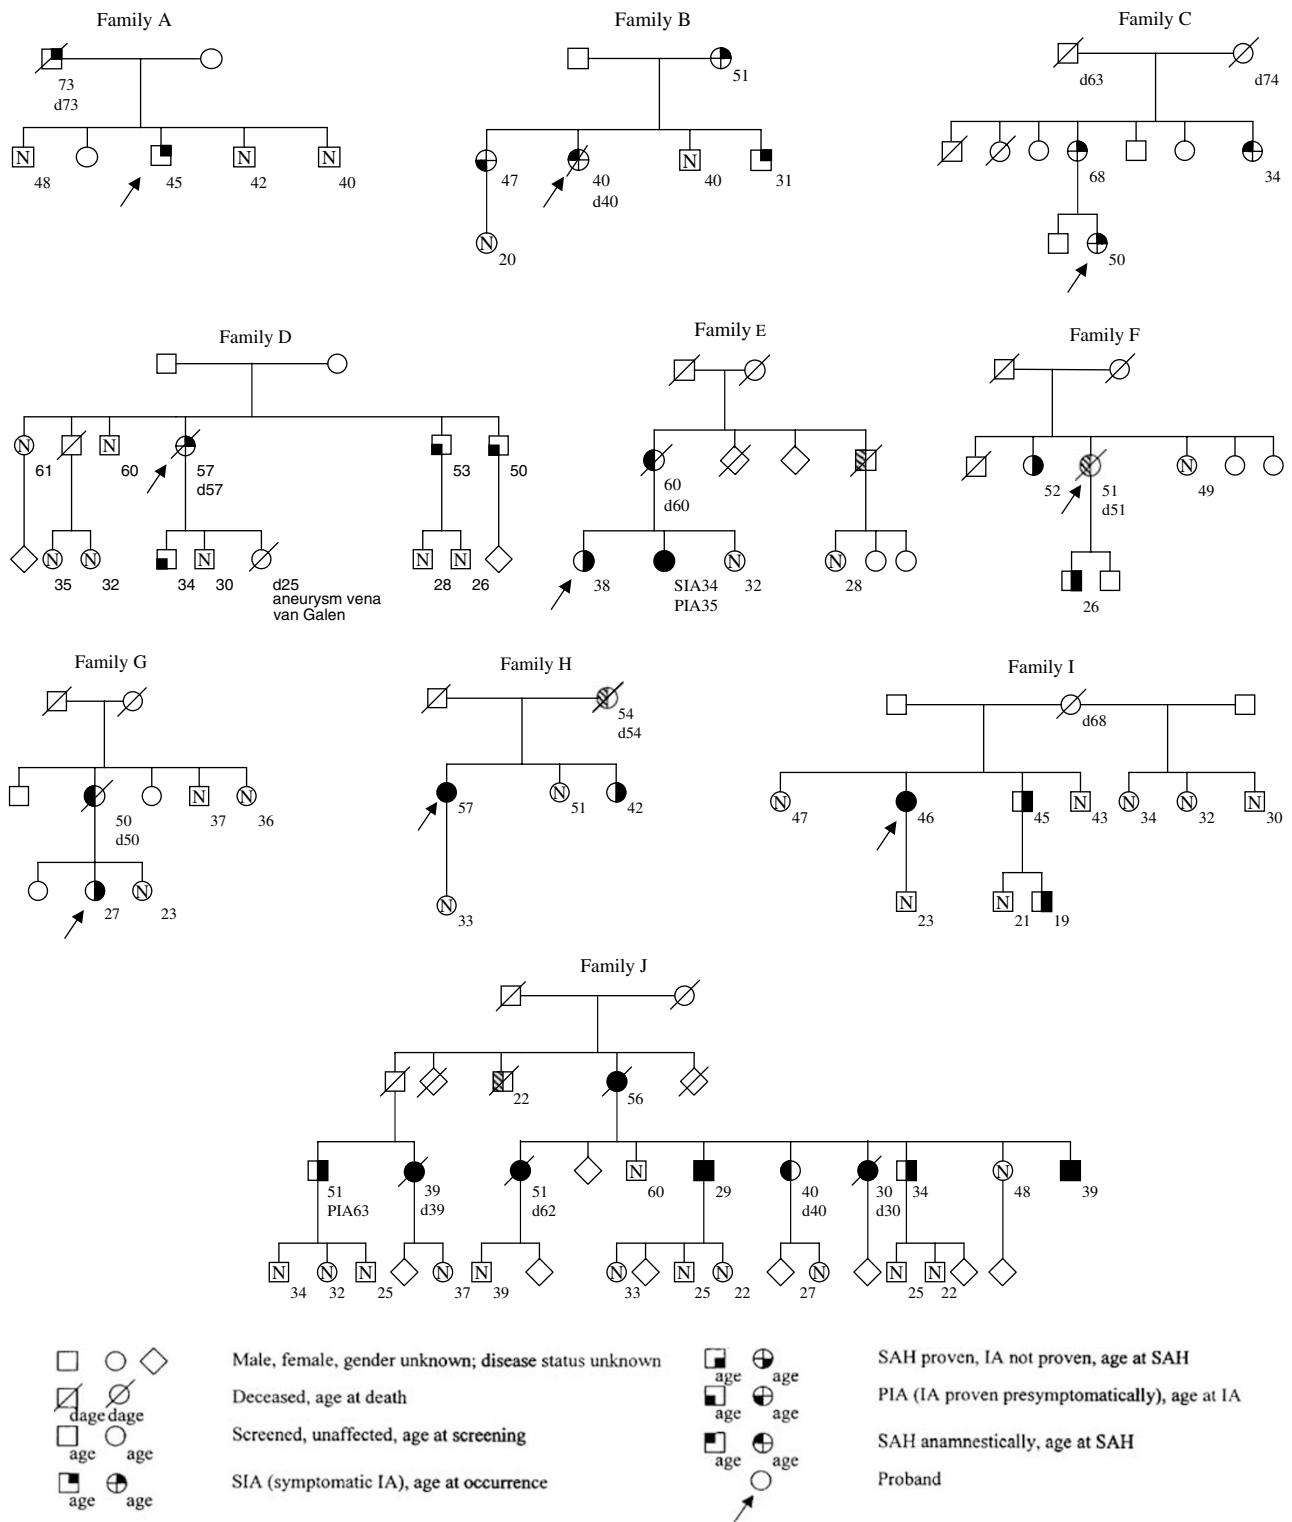 Family A
Family B
Family C
73
d73
51
d63
d74
N
48
45
N
42
N
40
47
40
d40
N
40
31
68
34
N
20
50
Family D
Family E
Family F
N
61
N
60
57
d57
53
50
60
d60
52
51
d51
N
49
N
35
N
32
34
N
30
d25
aneurysm vena
van Galen
N
28
N
26
38
SIA34
PIA35
N
32
N
28
26
Family G
Family H
Family I
54
d54
d68
50
d50
N
37
N
36
57
N
51
42
N
47
46
45
N
43
N
34
N
32
N
30
27
N
23
N
33
N
23
N
21
19
Family J
22
56
51
PIA63
39
d39
51
d62
N
60
29
40
d40
30
d30
34
N
48
39
N
34
N
32
N
25
N
37
N
39
N
33
N
25
N
22
N
27
N
25
N
22
Male, female, gender unknown; disease status unknown
dage dage
Deceased, age at death
age age
Screened, unaffected, age at screening
age age
SIA (symptomatic IA), age at occurrence
age age
SAH proven, IA not proven, age at SAH
age age
PIA (IA proven presymptomatically), age at IA
age age
SAH anamnestically, age at SAH
Proband